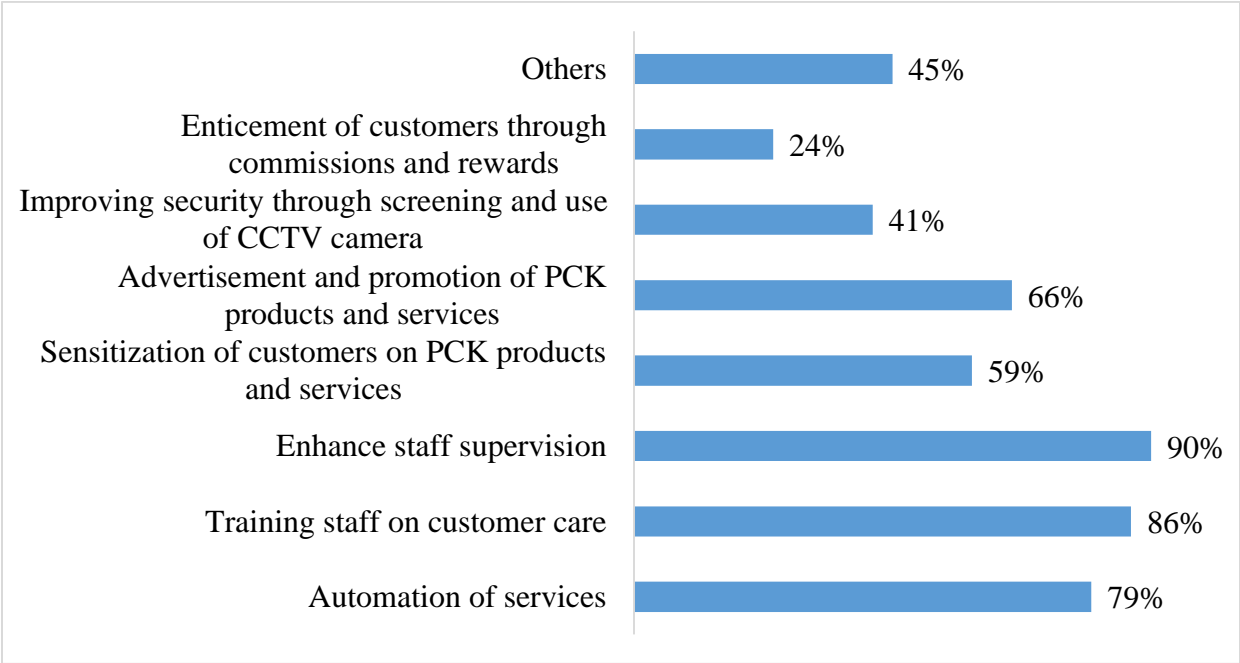 Others
45%
Enticement of customers through
commissions and rewards
24%
Improving security through screening and use
of CCTV camera
41%
Advertisement and promotion of PCK
products and services
66%
Sensitization of customers on PCK products
and services
59%
Enhance staff supervision
90%
Training staff on customer care
86%
Automation of services
79%